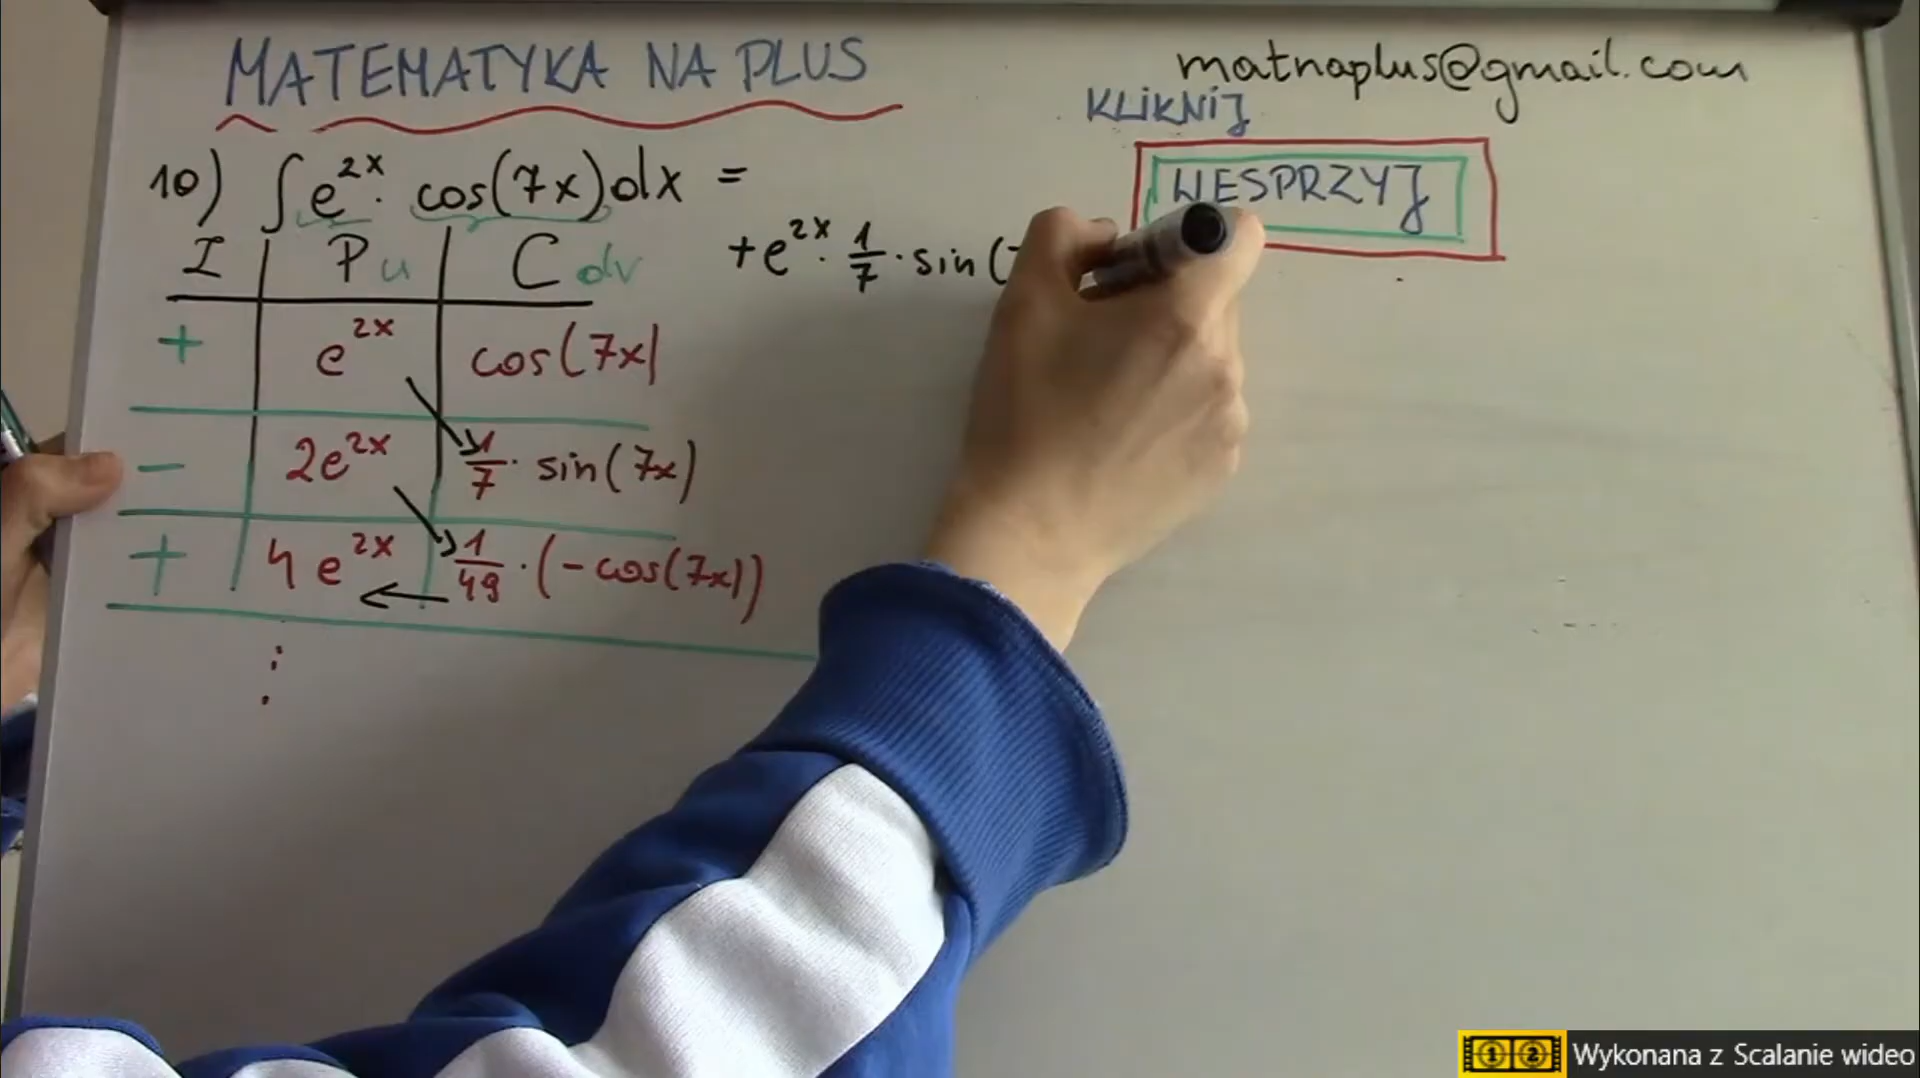 MATEMATYKA NA PLUS
matnaplus@gmail.com
KLIKNIJ
WESPRZYJ
10) ∫e^{2x}· cos(7x)dx =
+e^{2x}· 1/7 · sin(
I P u C dv
+ e^{2x} cos(7x)
- 2e^{2x} 1/7 · sin(7x)
+ 4e^{2x} 1/49 · (-cos(7x))
⋮
Wykonana z Scalanie wideo